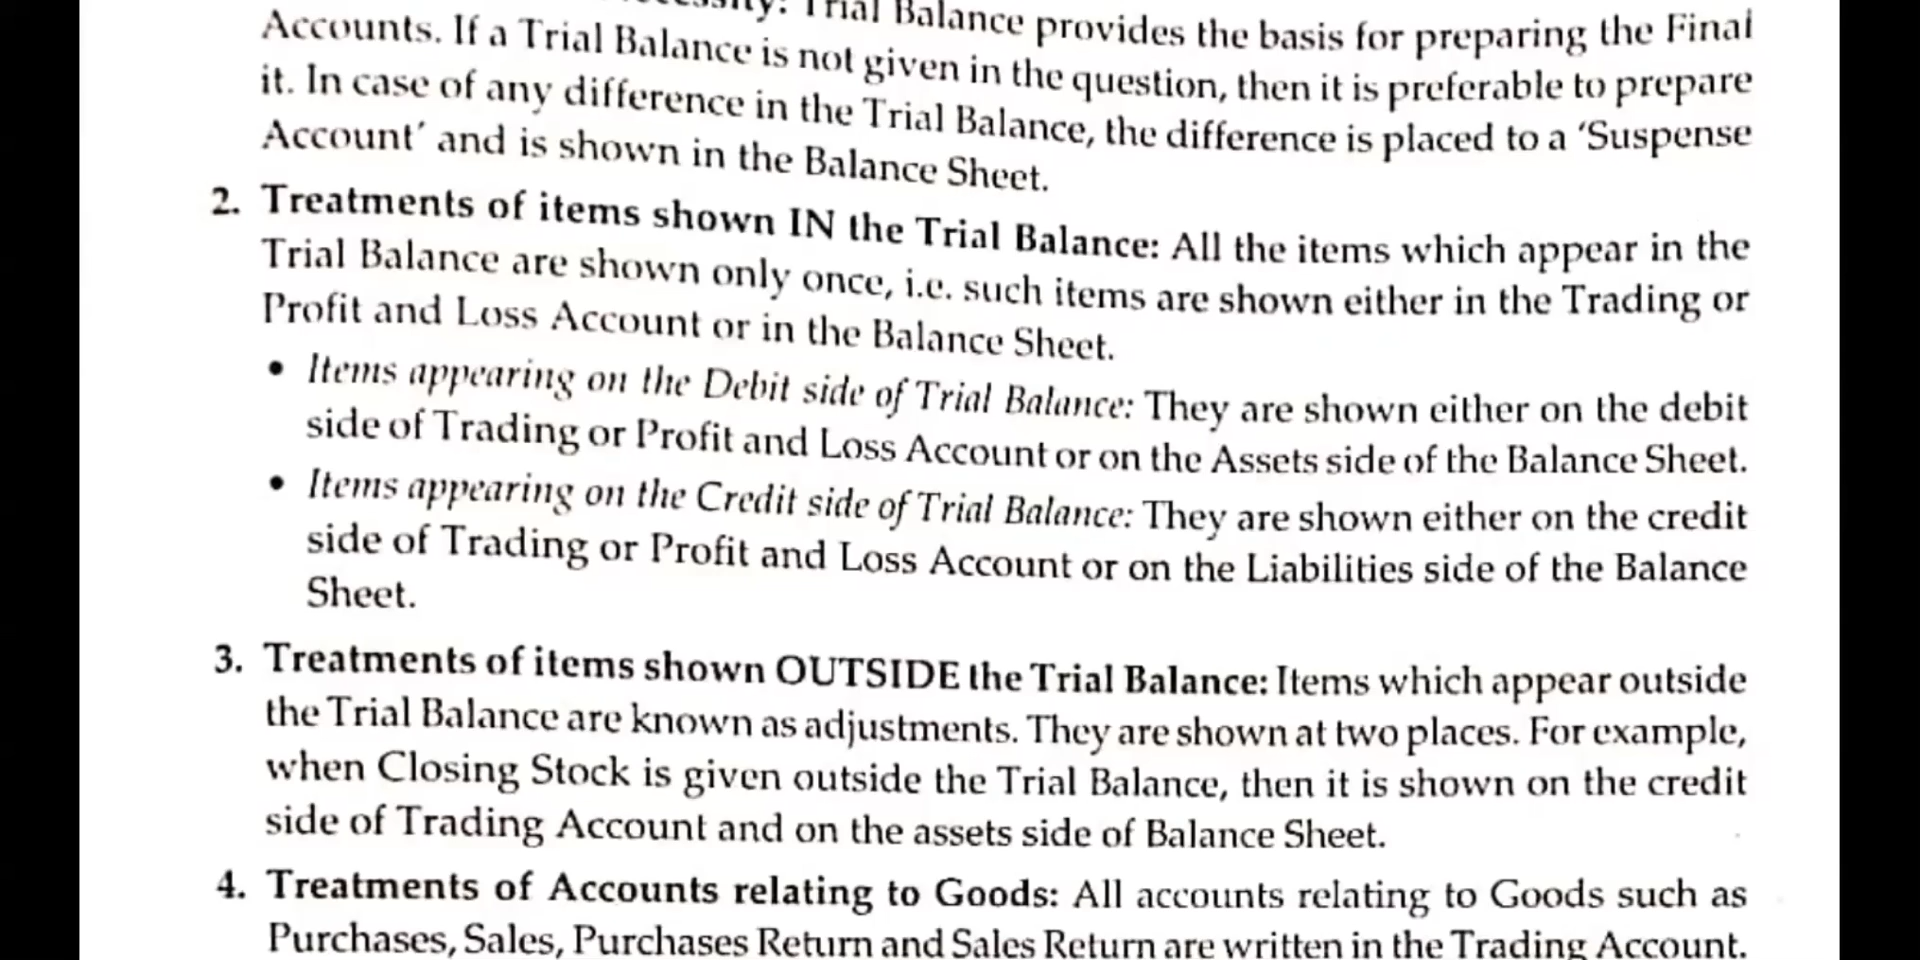 Trial Balance provides the basis for preparing the Final
Accounts. If a Trial Balance is not given in the question, then it is preferable to prepare
it. In case of any difference in the Trial Balance, the difference is placed to a ‘Suspense
Account’ and is shown in the Balance Sheet.
2. Treatments of items shown IN the Trial Balance: All the items which appear in the
Trial Balance are shown only once, i.e. such items are shown either in the Trading or
Profit and Loss Account or in the Balance Sheet.
• Items appearing on the Debit side of Trial Balance: They are shown either on the debit
side of Trading or Profit and Loss Account or on the Assets side of the Balance Sheet.
• Items appearing on the Credit side of Trial Balance: They are shown either on the credit
side of Trading or Profit and Loss Account or on the Liabilities side of the Balance
Sheet.
3. Treatments of items shown OUTSIDE the Trial Balance: Items which appear outside
the Trial Balance are known as adjustments. They are shown at two places. For example,
when Closing Stock is given outside the Trial Balance, then it is shown on the credit
side of Trading Account and on the assets side of Balance Sheet.
4. Treatments of Accounts relating to Goods: All accounts relating to Goods such as
Purchases, Sales, Purchases Return and Sales Return are written in the Trading Account.